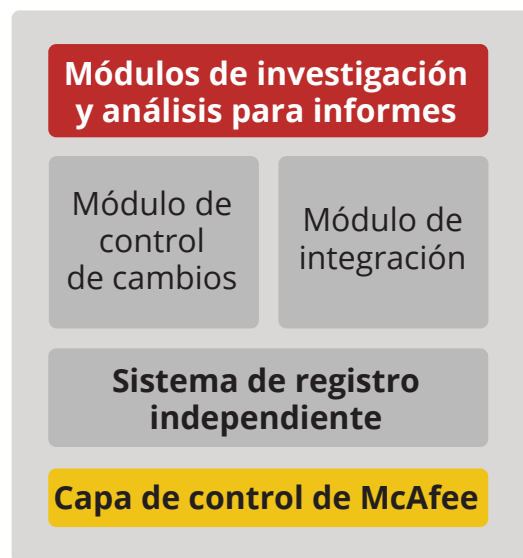 Módulos de investigación
y análisis para informes
Módulo de
control
de cambios
Módulo de
integración
Sistema de registro
independiente
Capa de control de McAfee